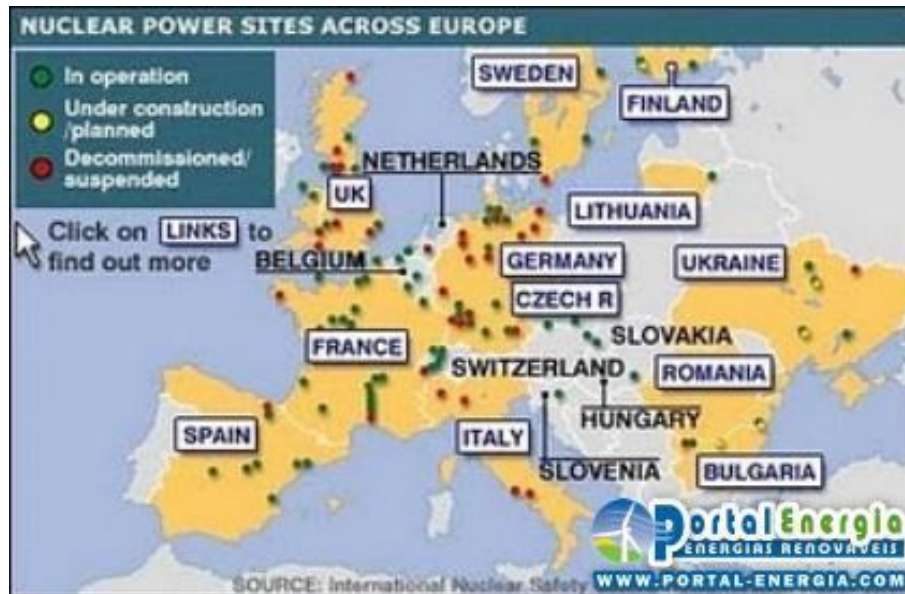 NUCLEAR POWER SITES ACROSS EUROPE
In operation
Under construction
/planned
Decommissioned/
suspended
Click on LINKS to
find out more
SWEDEN
FINLAND
NETHERLANDS
UK
LITHUANIA
BELGIUM
GERMANY
UKRAINE
CZECH R
SLOVAKIA
FRANCE
SWITZERLAND
ROMANIA
HUNGARY
SPAIN
ITALY
SLOVENIA
BULGARIA
Portal Energia
ENERGIAS RENOVÁVEIS
WWW.PORTAL-ENERGIA.COM
SOURCE: International Nuclear Safety